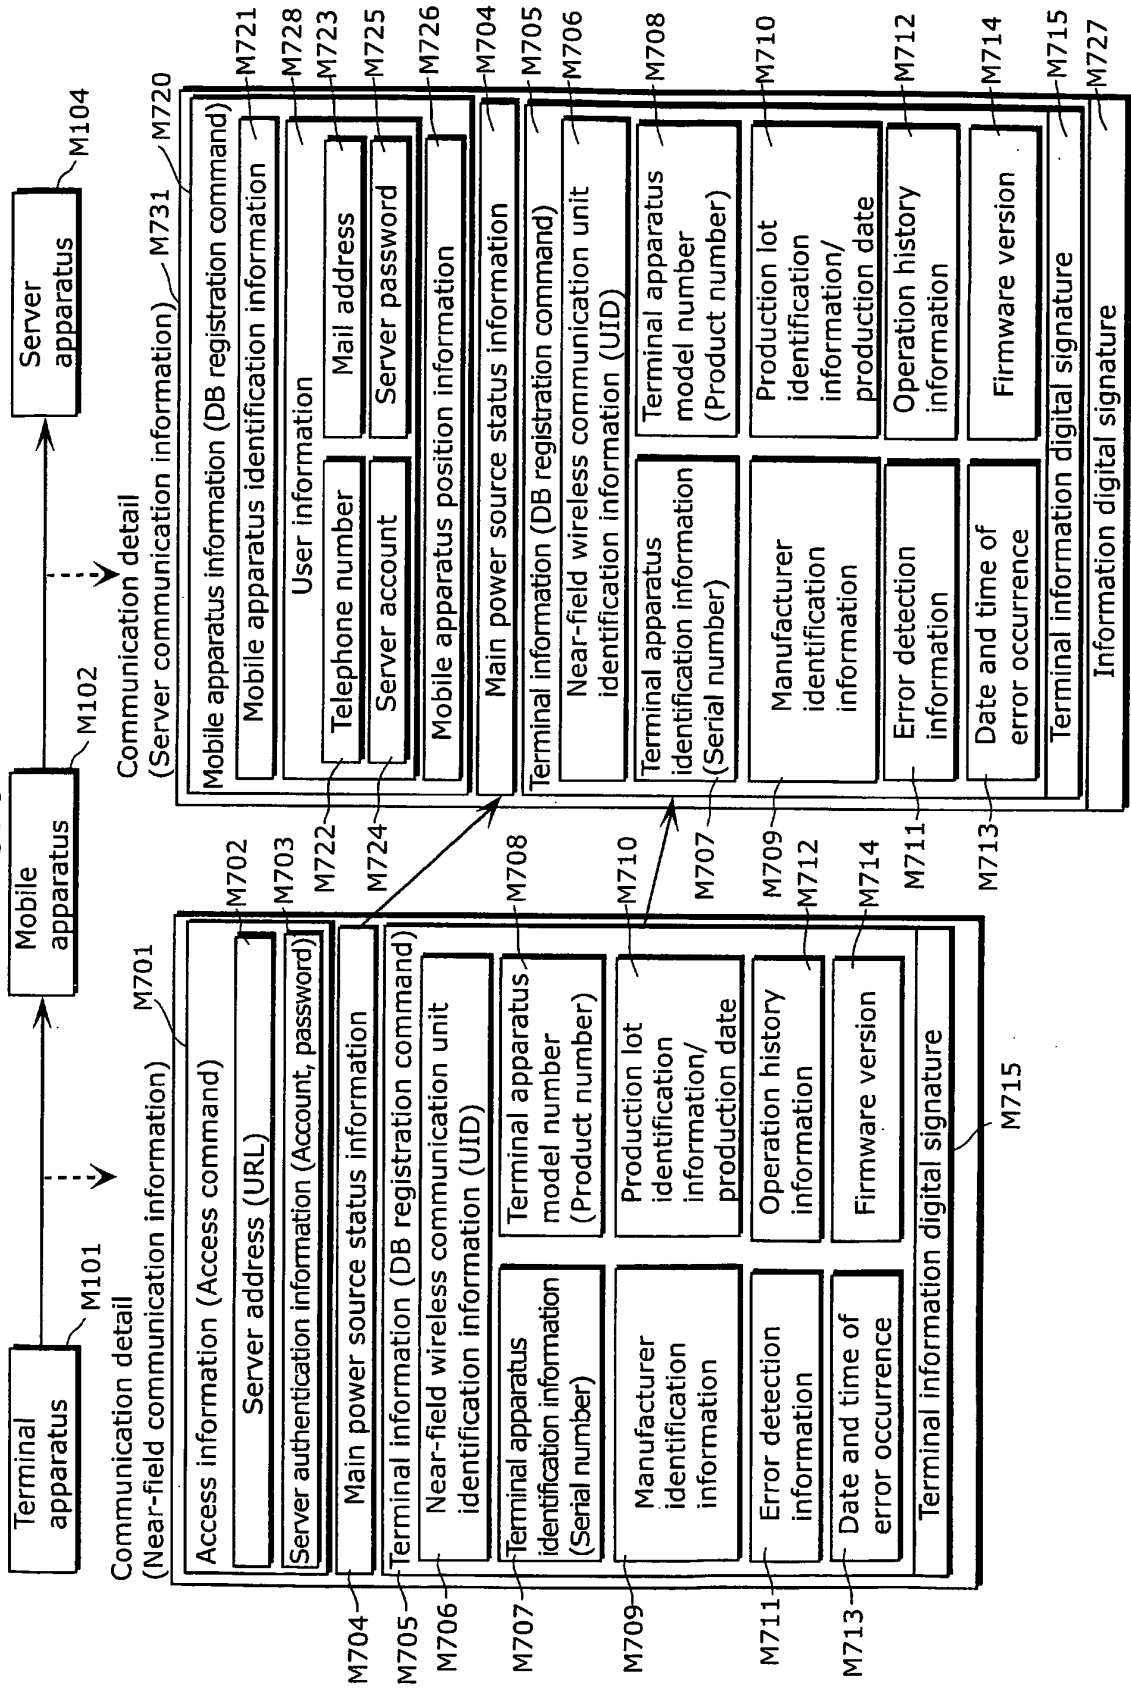 Terminal
apparatus
M101
Mobile
apparatus
M102
Server
apparatus
M104
Communication detail
(Near-field communication information)
M701
Access information (Access command)
Server address (URL)
M702
Server authentication information (Account, password)
M703
Main power source status information
M704
Terminal information (DB registration command)
M705
Near-field wireless communication unit
identification information (UID)
M706
Terminal apparatus
identification information
(Serial number)
M707
Terminal apparatus
model number
(Product number)
M708
Manufacturer
identification
information
M709
Production lot
identification
information/
production date
M710
Error detection
information
M711
Operation history
information
M712
Date and time of
error occurrence
M713
Firmware version
M714
Terminal information digital signature
M715
Communication detail
(Server communication information)
M731
M720
Mobile apparatus information (DB registration command)
Mobile apparatus identification information
M721
User information
M728
Telephone number
M722
Mail address
M723
Server account
M724
Server password
M725
Mobile apparatus position information
M726
Main power source status information
M704
Terminal information (DB registration command)
M705
Near-field wireless communication unit
identification information (UID)
M706
Terminal apparatus
identification information
(Serial number)
M707
Terminal apparatus
model number
(Product number)
M708
Manufacturer
identification
information
M709
Production lot
identification
information/
production date
M710
Error detection
information
M711
Operation history
information
M712
Date and time of
error occurrence
M713
Firmware version
M714
Terminal information digital signature
M715
Information digital signature
M727